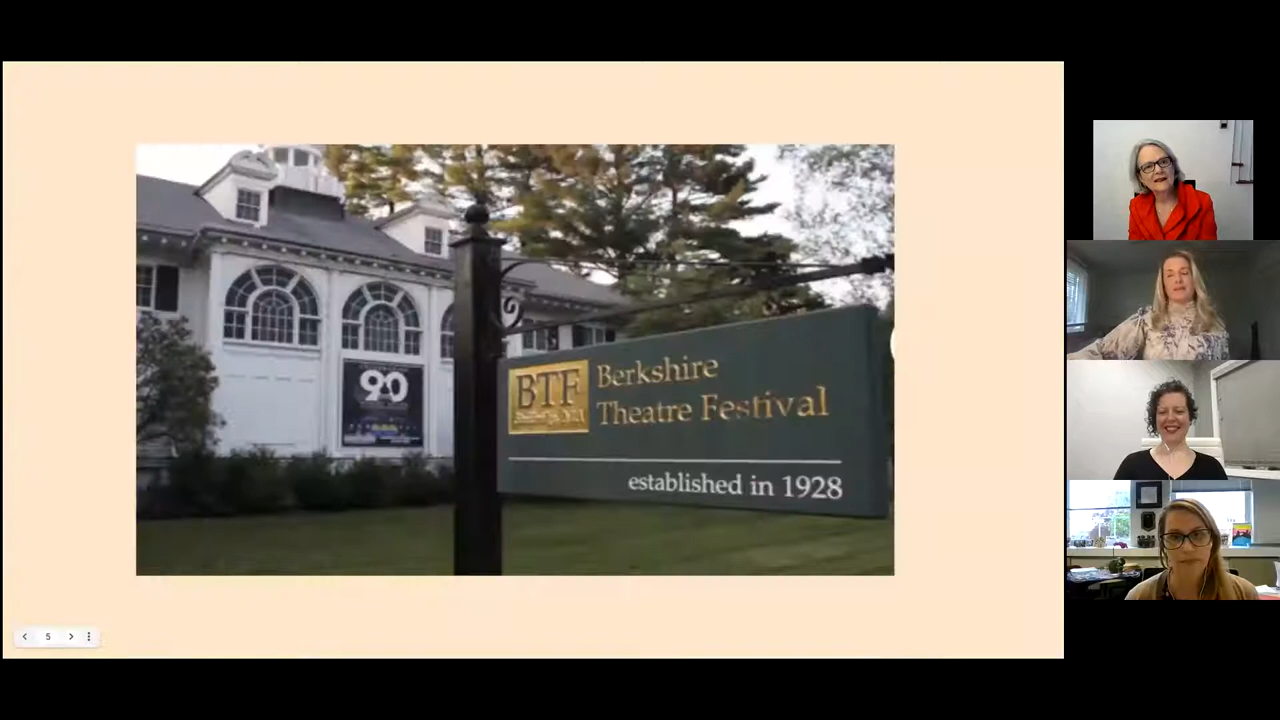 90
BTF
Berkshire
Theatre Festival
established in 1928
5